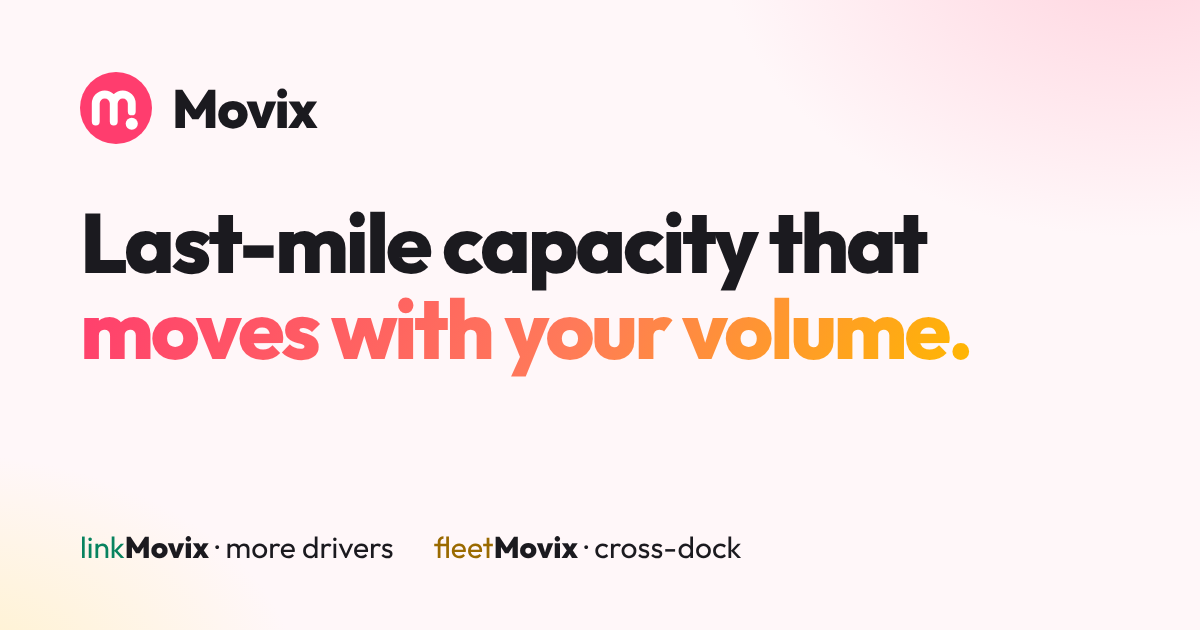 m.
Movix
Last-mile capacity that
moves with your volume.
linkMovix · more drivers fleetMovix · cross-dock